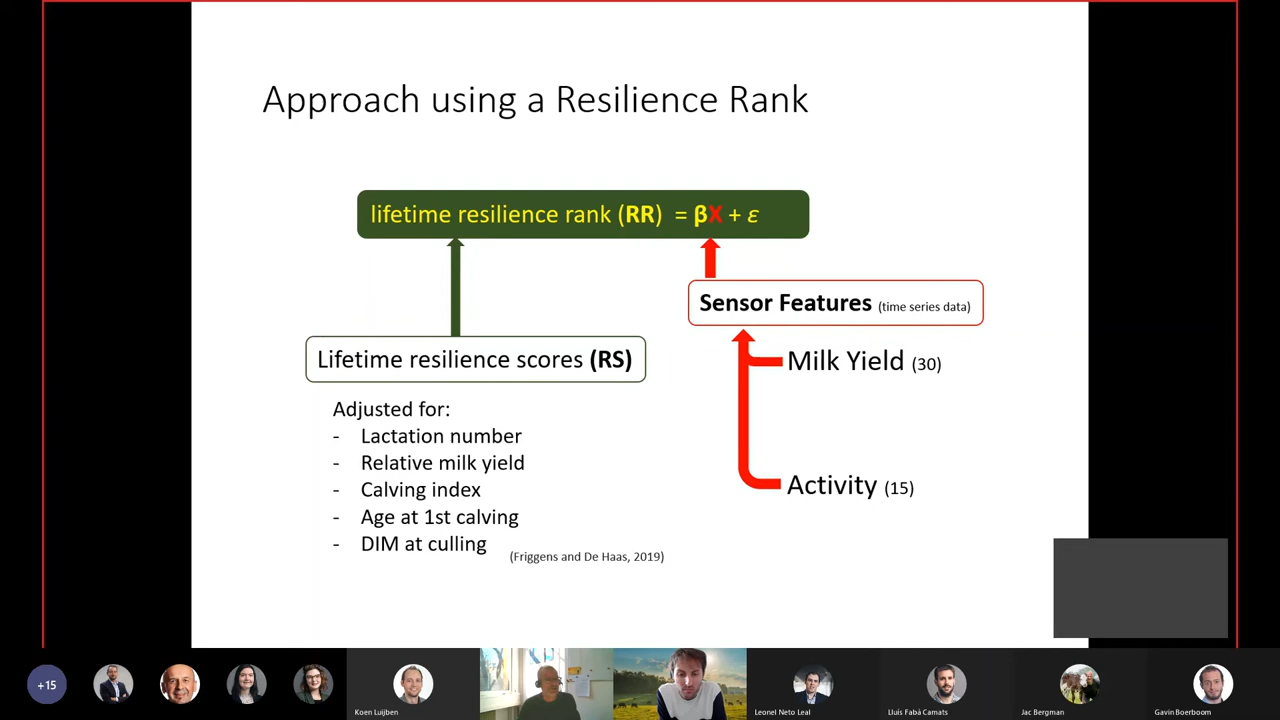 Approach using a Resilience Rank
lifetime resilience rank (RR) = βX + ε
Sensor Features (time series data)
Lifetime resilience scores (RS)
Milk Yield (30)
Adjusted for:
- Lactation number
- Relative milk yield
- Calving index
- Age at 1st calving
- DIM at culling
Activity (15)
(Friggens and De Haas, 2019)
+15
Koen Luijben
Leonel Neto Leal
Lluís Fabà Camats
Jac Bergman
Gavin Boerboom